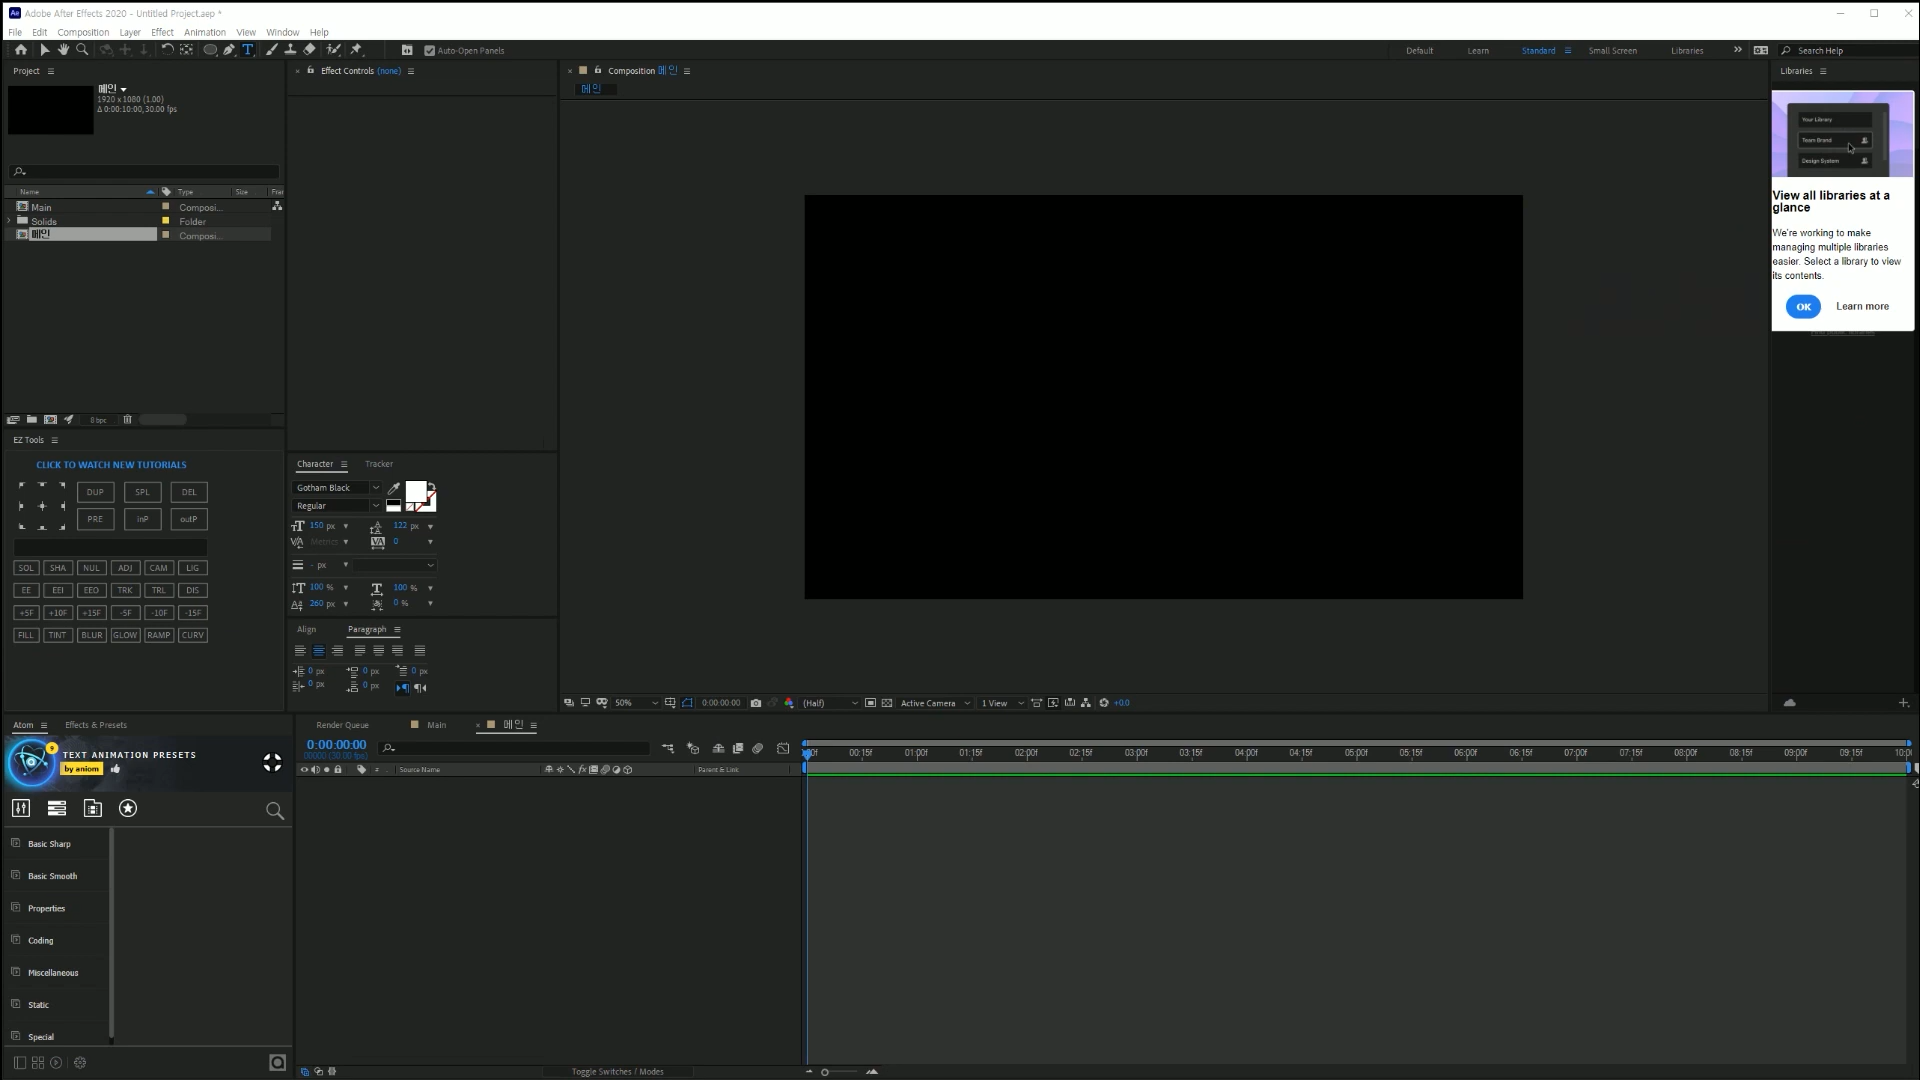 Adobe After Effects 2020 - Untitled Project.aep *
File Edit Composition Layer Effect Animation View Window Help
Auto-Open Panels
Default Learn Standard Small Screen Libraries Search Help
Project
Effect Controls (none)
Composition 메인
Libraries
메인
메인
1920 x 1080 (1.00)
Δ 0:00:10:00, 30.00 fps
Your Library
Team Brand
Design System
Name Type Size
Main Composi...
Solids Folder
메인 Composi...
View all libraries at a
glance
We're working to make
managing multiple libraries
easier. Select a library to view
its contents.
OK Learn more
8 bpc
EZ Tools
CLICK TO WATCH NEW TUTORIALS
DUP SPL DEL
PRE inP outP
SOL SHA NUL ADJ CAM LIG
EE EEI EEO TRK TRL DIS
+5F +10F +15F -5F -10F -15F
FILL TINT BLUR GLOW RAMP CURV
Character Tracker
Gotham Black
Regular
150 px 122 px
Metrics 0
- px
100 % 100 %
260 px 0 %
Align Paragraph
0 px 0 px 0 px
0 px 0 px
50% 0:00:00:00 (Half) Active Camera 1 View +0.0
Atom Effects & Presets
Render Queue Main 메인
9
TEXT ANIMATION PRESETS
by aniom
0:00:00:00
00000 (30.00 fps)
00:15f 01:00f 01:15f 02:00f 02:15f 03:00f 03:15f 04:00f 04:15f 05:00f 05:15f 06:00f 06:15f 07:00f 07:15f 08:00f 08:15f 09:00f 09:15f
# Source Name Parent & Link
Basic Sharp
Basic Smooth
Properties
Coding
Miscellaneous
Static
Special
Toggle Switches / Modes